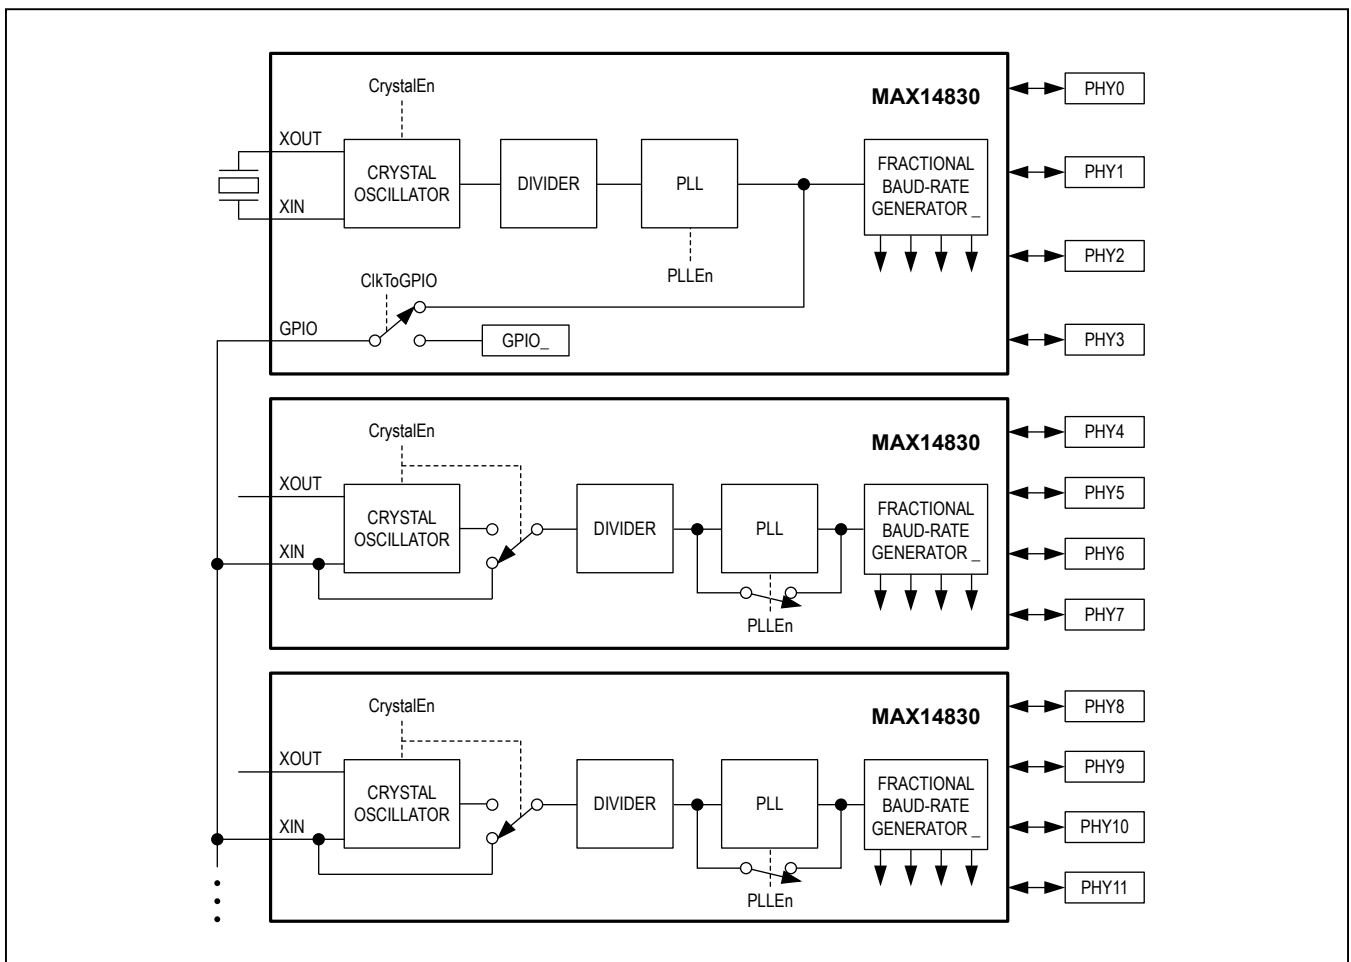 CrystalEn
MAX14830
PHY0
XOUT
CRYSTAL
OSCILLATOR
DIVIDER
PLL
FRACTIONAL
BAUD-RATE
GENERATOR _
PHY1
XIN
PHY2
ClkToGPIO
PLLEn
GPIO
GPIO_
PHY3
CrystalEn
MAX14830
PHY4
XOUT
CRYSTAL
OSCILLATOR
DIVIDER
PLL
FRACTIONAL
BAUD-RATE
GENERATOR _
PHY5
XIN
PHY6
PLLEn
PHY7
CrystalEn
MAX14830
PHY8
XOUT
CRYSTAL
OSCILLATOR
DIVIDER
PLL
FRACTIONAL
BAUD-RATE
GENERATOR _
PHY9
XIN
PHY10
PLLEn
PHY11